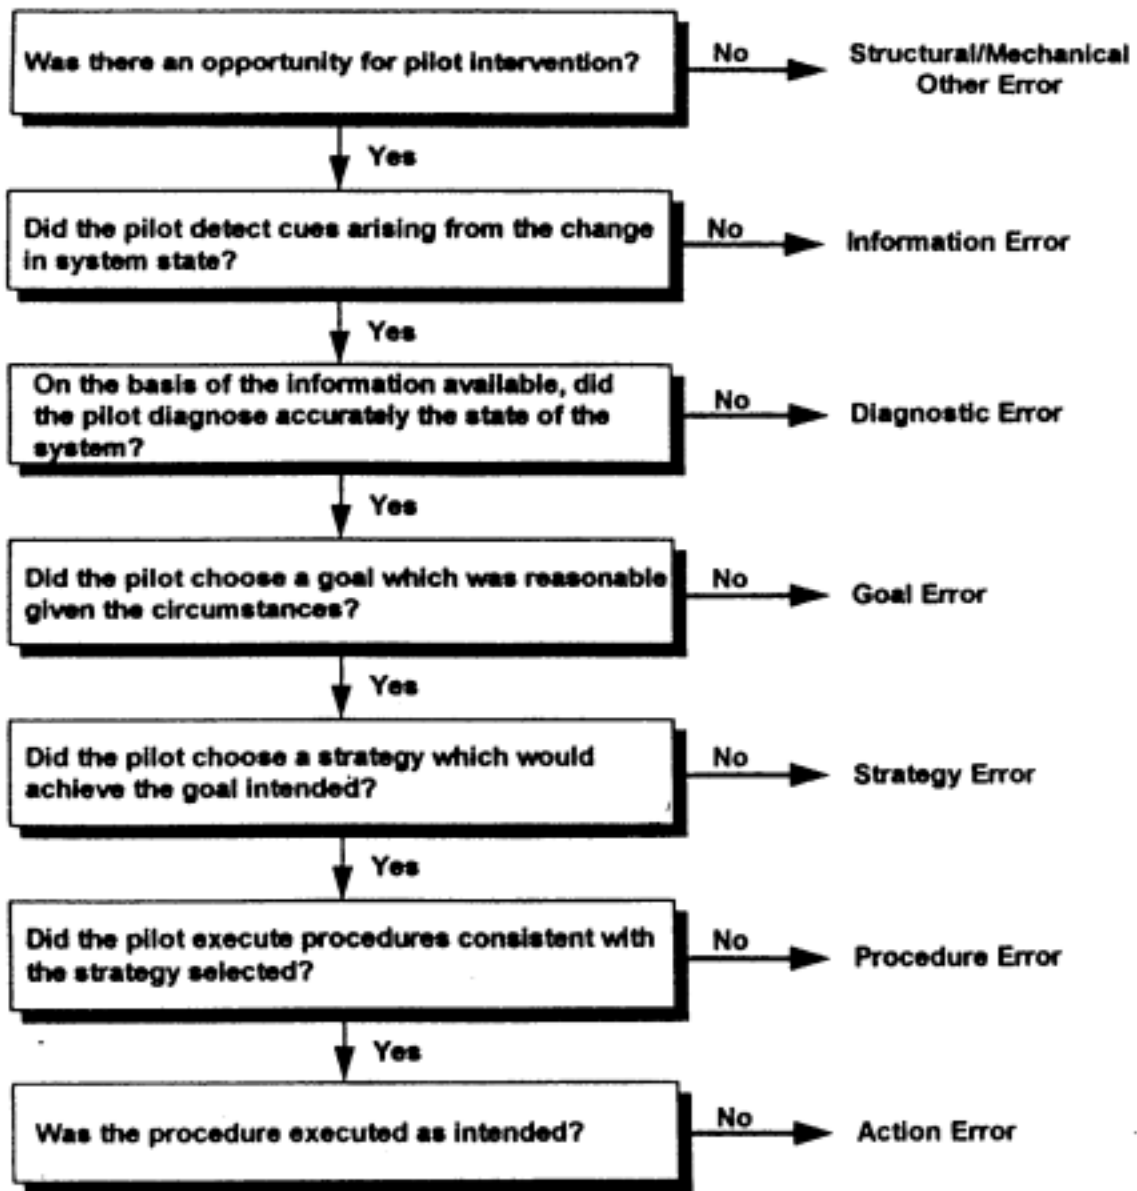 Was there an opportunity for pilot intervention?
No
Structural/Mechanical
Other Error
Yes
Did the pilot detect cues arising from the change
in system state?
No
Information Error
Yes
On the basis of the information available, did
the pilot diagnose accurately the state of the
system?
No
Diagnostic Error
Yes
Did the pilot choose a goal which was reasonable
given the circumstances?
No
Goal Error
Yes
Did the pilot choose a strategy which would
achieve the goal intended?
No
Strategy Error
Yes
Did the pilot execute procedures consistent with
the strategy selected?
No
Procedure Error
Yes
Was the procedure executed as intended?
No
Action Error